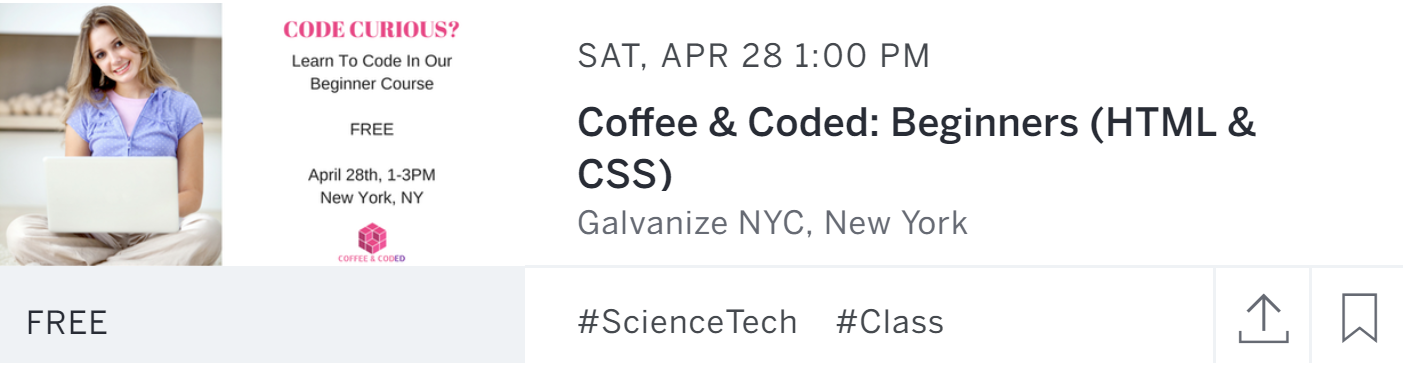 CODE CURIOUS?
Learn To Code In Our
Beginner Course
FREE
April 28th, 1-3PM
New York, NY
COFFEE & CODED
SAT, APR 28 1:00 PM
Coffee & Coded: Beginners (HTML &
CSS)
Galvanize NYC, New York
FREE
#ScienceTech #Class